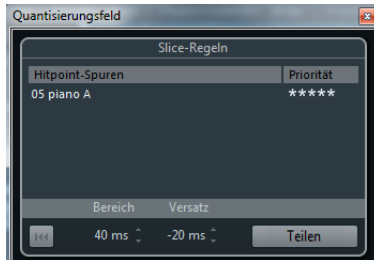 Quantisierungsfeld
Slice-Regeln
Hitpoint-Spuren Priorität
05 piano A *****
Bereich Versatz
40 ms -20 ms Teilen